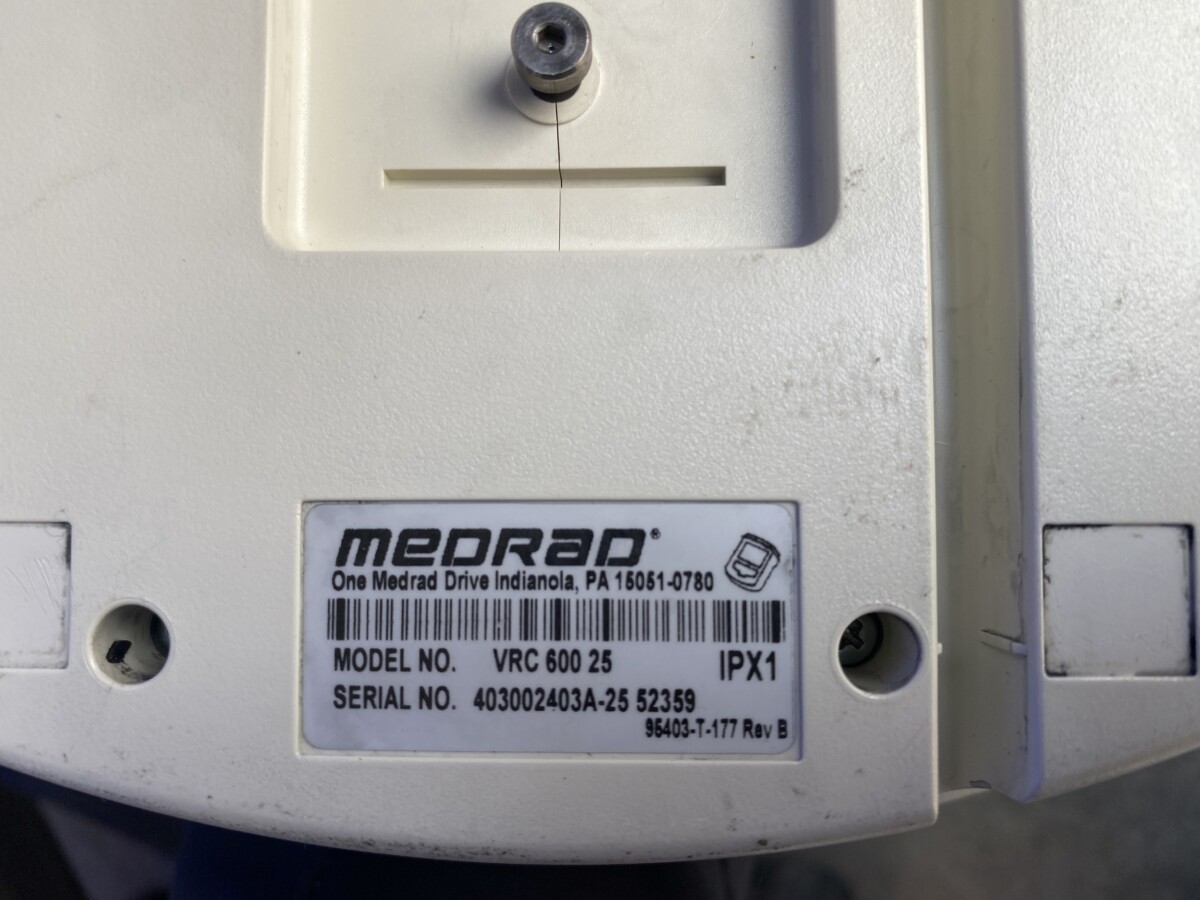 MEDRAD®
One Medrad Drive Indianola, PA 15051-0780
MODEL NO. VRC 600 25 IPX1
SERIAL NO. 403002403A-25 52359
95403-T-177 Rev B